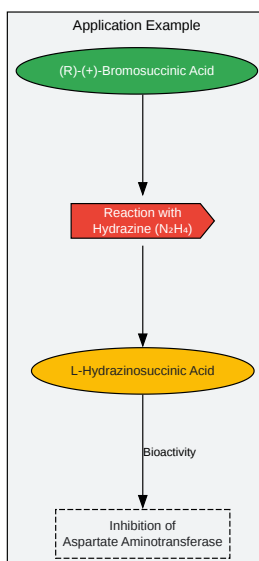 Application Example
(R)-(+)-Bromosuccinic Acid
Reaction with
Hydrazine (N₂H₄)
L-Hydrazinosuccinic Acid
Bioactivity
Inhibition of
Aspartate Aminotransferase